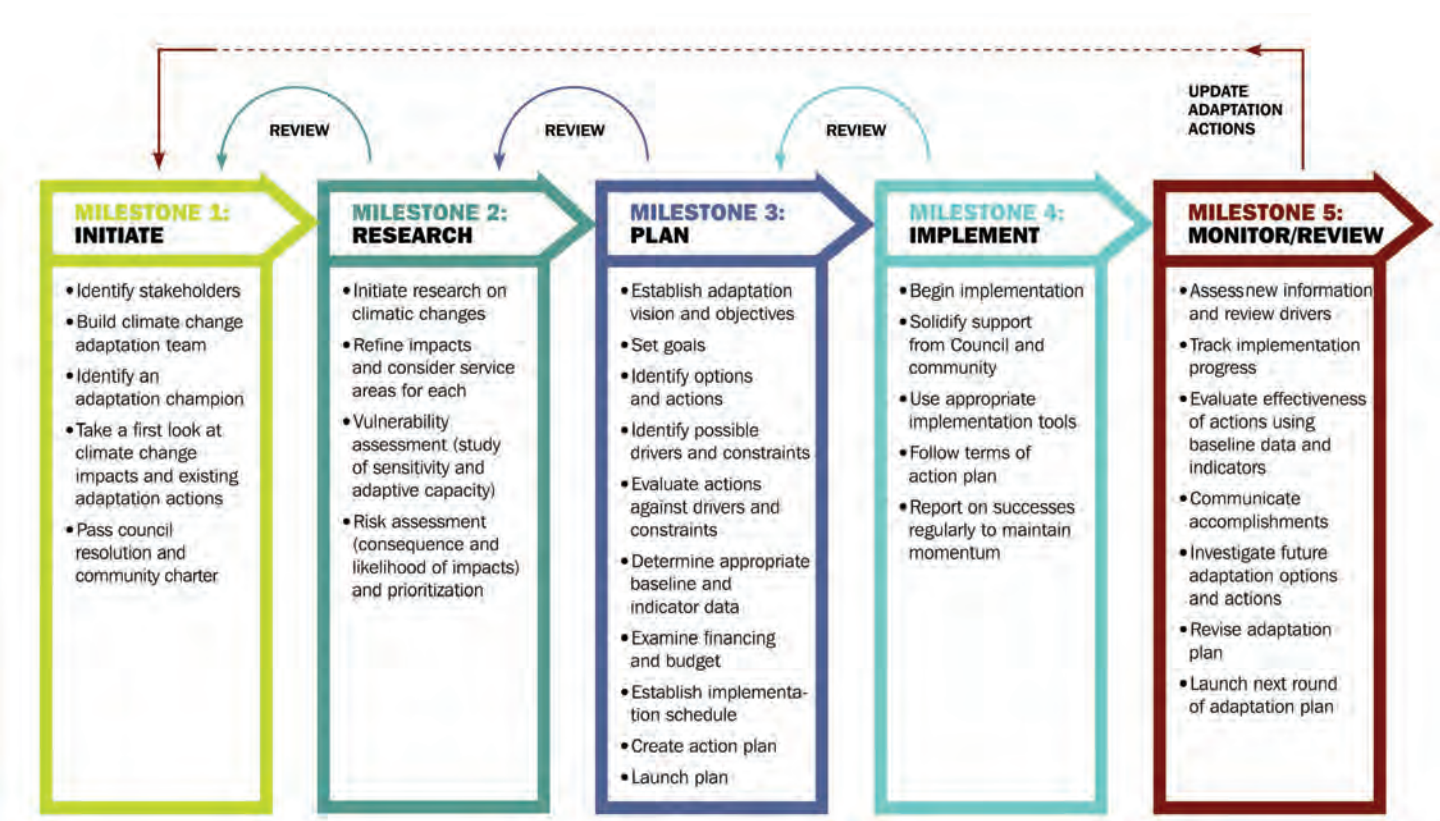 UPDATE
ADAPTATION
ACTIONS
REVIEW
REVIEW
REVIEW
MILESTONE 1:
INITIATE
• Identify stakeholders
• Build climate change
adaptation team
• Identify an
adaptation champion
• Take a first look at
climate change
impacts and existing
adaptation actions
• Pass council
resolution and
community charter
MILESTONE 2:
RESEARCH
• Initiate research on
climatic changes
• Refine impacts
and consider service
areas for each
• Vulnerability
assessment (study
of sensitivity and
adaptive capacity)
• Risk assessment
(consequence and
likelihood of impacts)
and prioritization
MILESTONE 3:
PLAN
• Establish adaptation
vision and objectives
• Set goals
• Identify options
and actions
• Identify possible
drivers and constraints
• Evaluate actions
against drivers and
constraints
• Determine appropriate
baseline and
indicator data
• Examine financing
and budget
• Establish implementa-
tion schedule
• Create action plan
• Launch plan
MILESTONE 4:
IMPLEMENT
• Begin implementation
• Solidify support
from Council and
community
• Use appropriate
implementation tools
• Follow terms of
action plan
• Report on successes
regularly to maintain
momentum
MILESTONE 5:
MONITOR/REVIEW
• Assess new information
and review drivers
• Track implementation
progress
• Evaluate effectiveness
of actions using
baseline data and
indicators
• Communicate
accomplishments
• Investigate future
adaptation options
and actions
• Revise adaptation
plan
• Launch next round
of adaptation plan